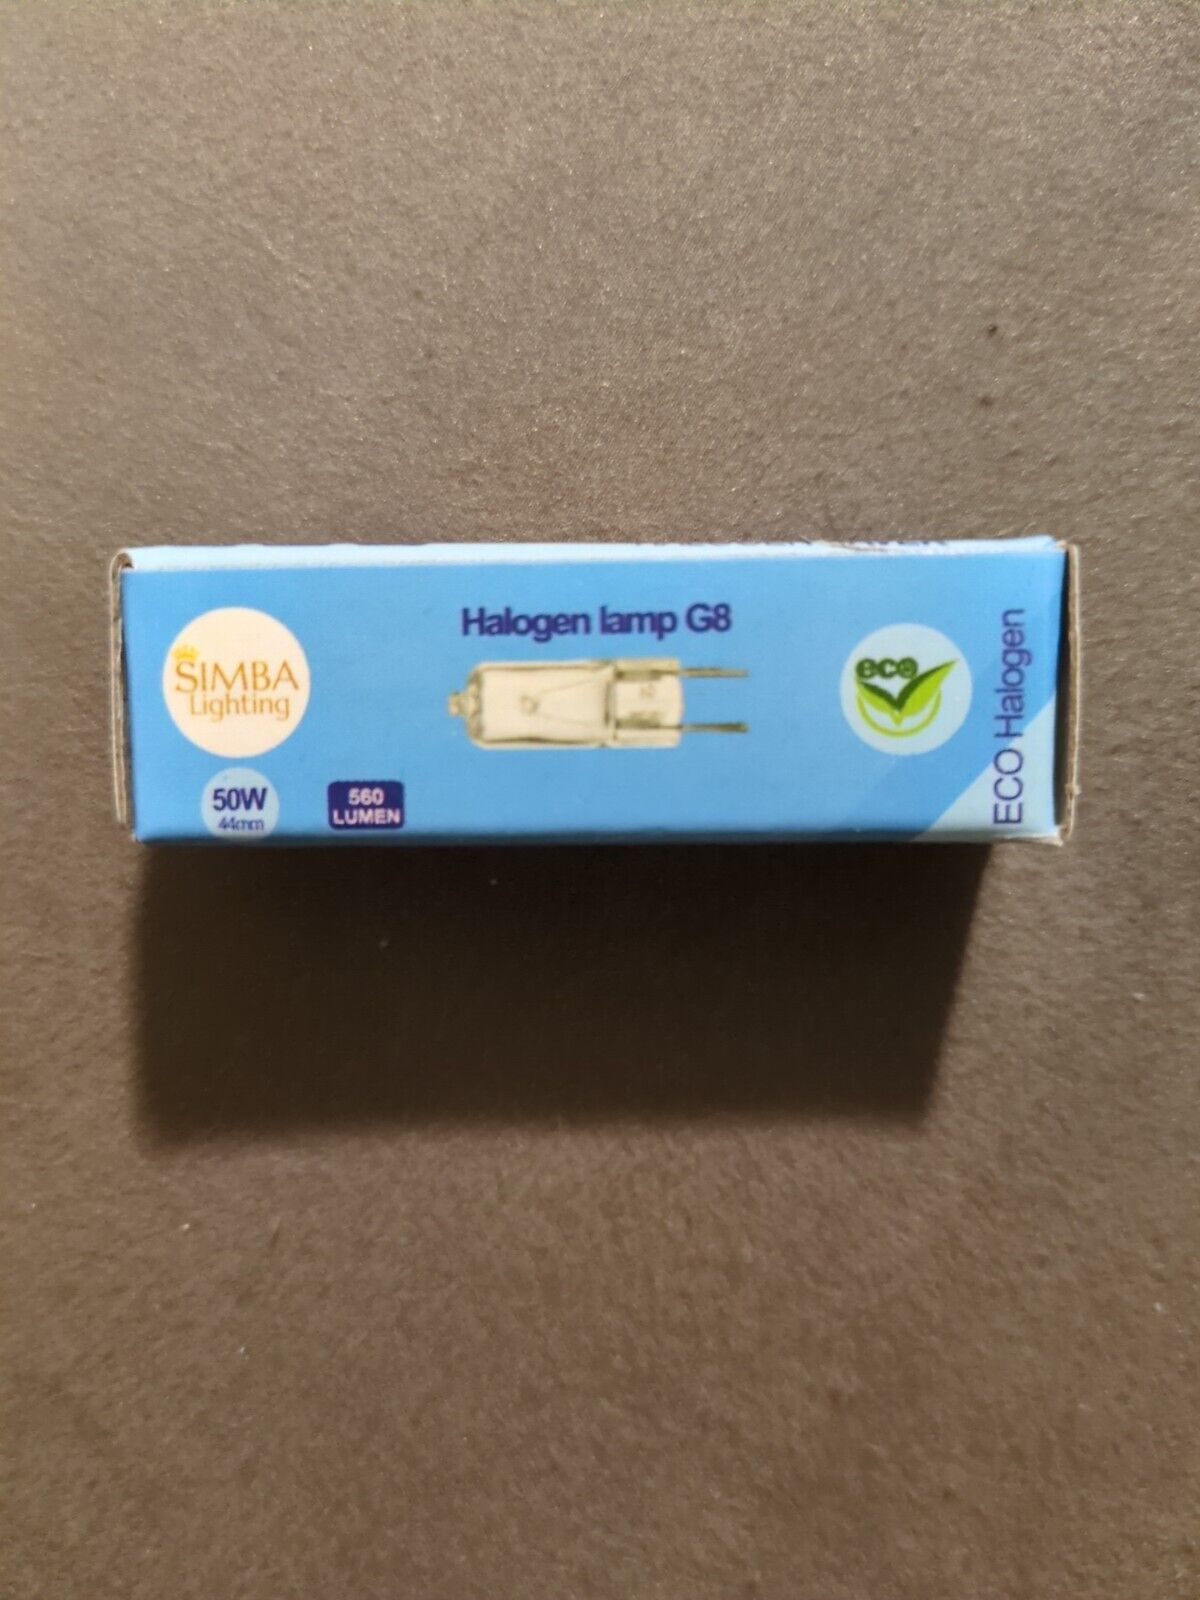 Halogen lamp G8
SIMBA
Lighting
eco
ECO Halogen
50W
44mm
560
LUMEN